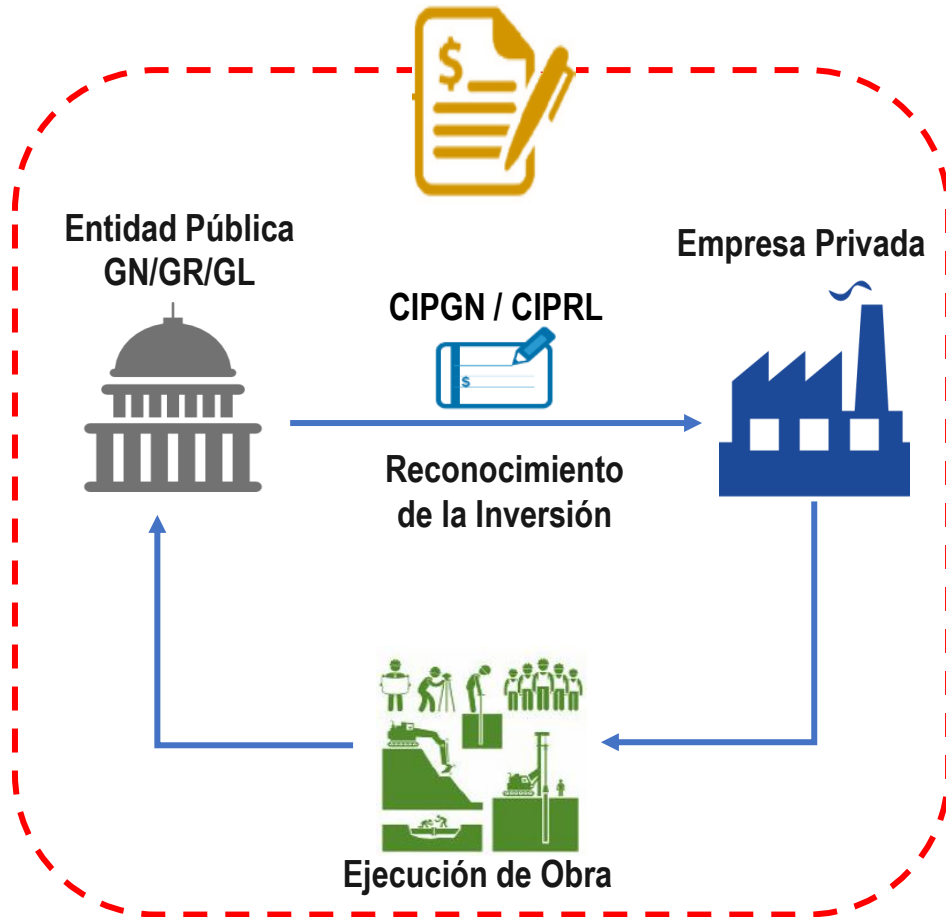 $
Entidad Pública
GN/GR/GL
Empresa Privada
CIPGN / CIPRL
$
Reconocimiento
de la Inversión
Ejecución de Obra